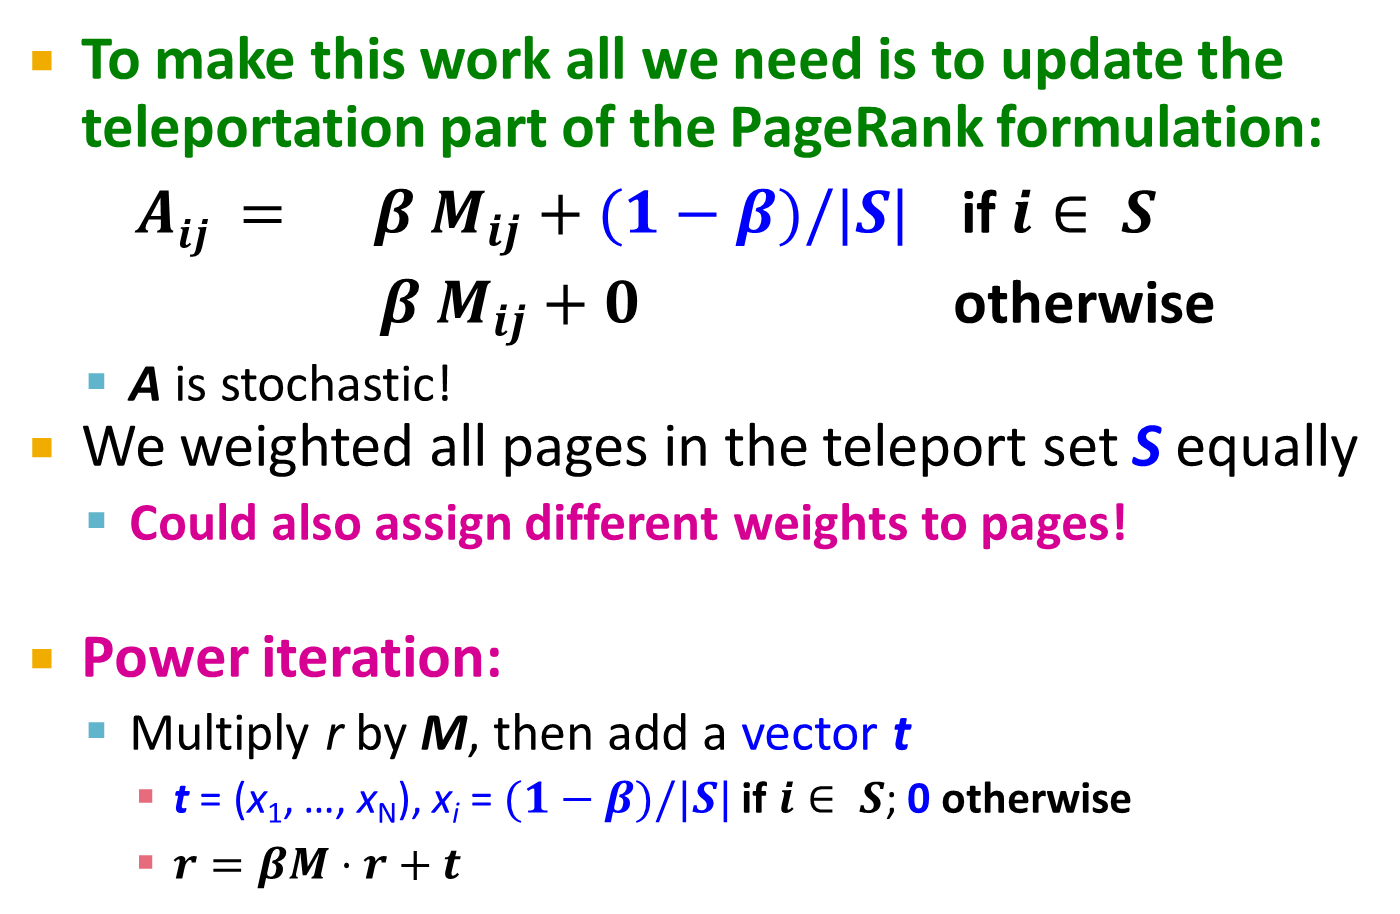 To make this work all we need is to update the
teleportation part of the PageRank formulation:
A_ij = β M_ij + (1 − β)/|S| if i ∈ S
β M_ij + 0 otherwise
A is stochastic!
We weighted all pages in the teleport set S equally
Could also assign different weights to pages!
Power iteration:
Multiply r by M, then add a vector t
t = (x₁, ..., x_N), x_i = (1 − β)/|S| if i ∈ S; 0 otherwise
r = βM · r + t